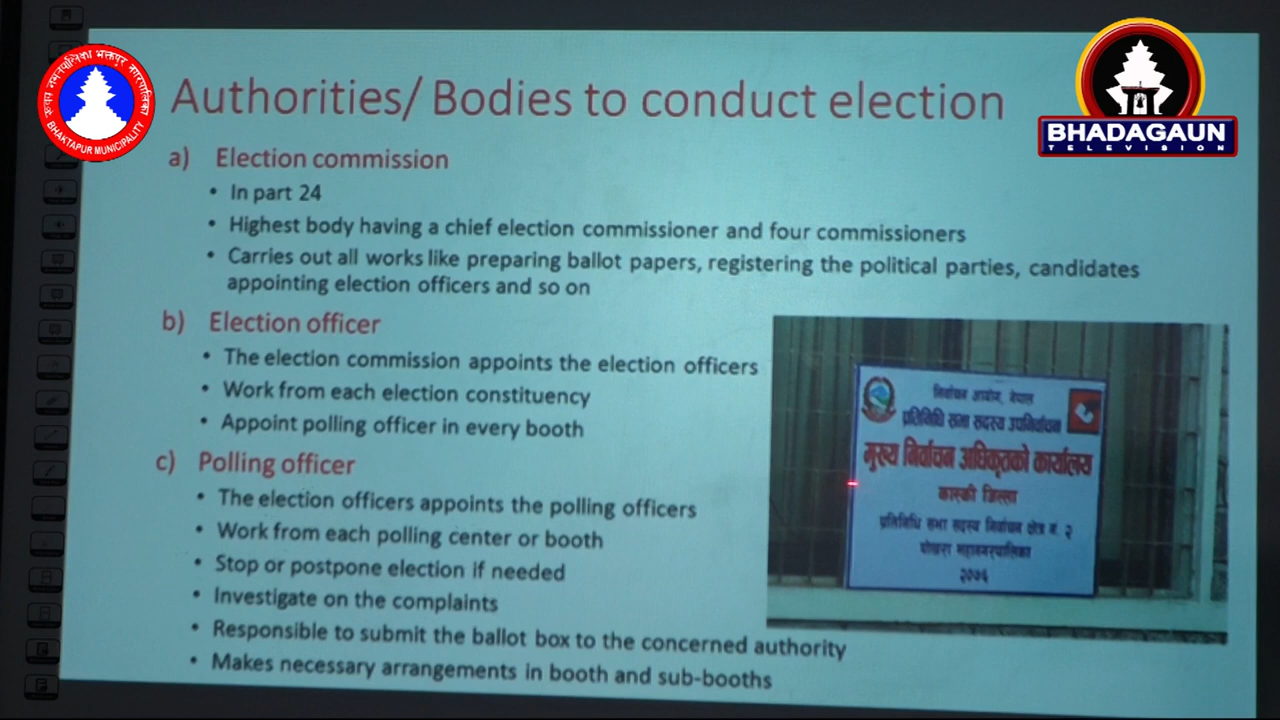 Authorities/ Bodies to conduct election
a) Election commission
• In part 24
• Highest body having a chief election commissioner and four commissioners
• Carries out all works like preparing ballot papers, registering the political parties, candidates
appointing election officers and so on
b) Election officer
• The election commission appoints the election officers
• Work from each election constituency
• Appoint polling officer in every booth
c) Polling officer
• The election officers appoints the polling officers
• Work from each polling center or booth
• Stop or postpone election if needed
• Investigate on the complaints
• Responsible to submit the ballot box to the concerned authority
• Makes necessary arrangements in booth and sub-booths
निर्वाचन आयोग, नेपाल
प्रतिनिधि सभा सदस्य उपनिर्वाचन
मुख्य निर्वाचन अधिकृतको कार्यालय
कास्की जिल्ला
प्रतिनिधि सभा सदस्य निर्वाचन क्षेत्र नं. २
पोखरा महानगरपालिका
२०७६
BHAKTAPUR MUNICIPALITY
BHADAGAUN
TELEVISION